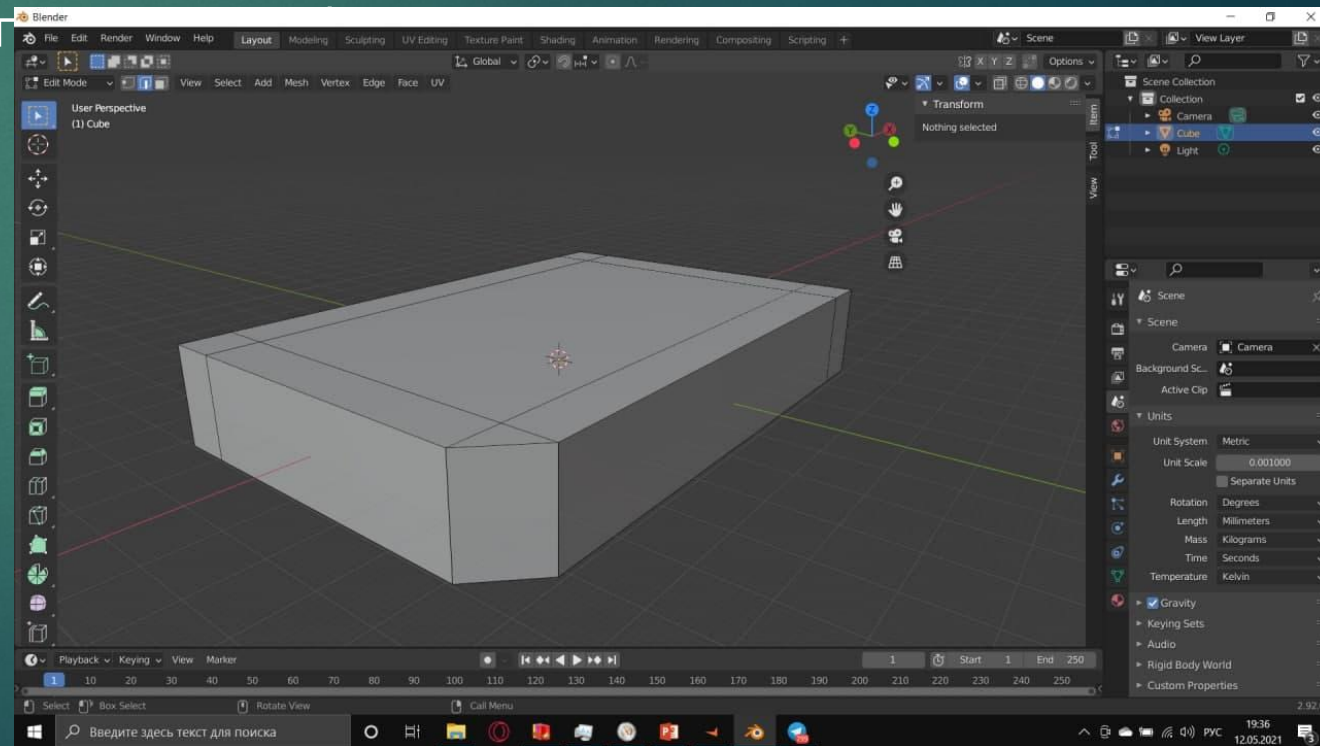 Blender
File Edit Render Window Help Layout Modeling Sculpting UV Editing Texture Paint Shading Animation Rendering Compositing Scripting + Scene View Layer
Global X Y Z Options
Edit Mode View Select Add Mesh Vertex Edge Face UV
User Perspective
(1) Cube
Z
Y
Transform
Nothing selected
Item
Tool
View
Scene Collection
Collection
Camera
Cube
Light
Scene
Scene
Camera Camera
Background Sc...
Active Clip
Units
Unit System Metric
Unit Scale 0.001000
Separate Units
Rotation Degrees
Length Millimeters
Mass Kilograms
Time Seconds
Temperature Kelvin
Gravity
Keying Sets
Audio
Rigid Body World
Custom Properties
Playback Keying View Marker 1 Start 1 End 250
1 10 20 30 40 50 60 70 80 90 100 110 120 130 140 150 160 170 180 190 200 210 220 230 240 250
Select Box Select Rotate View Call Menu 2.92.
Введите здесь текст для поиска РУС 19:36
12.05.2021